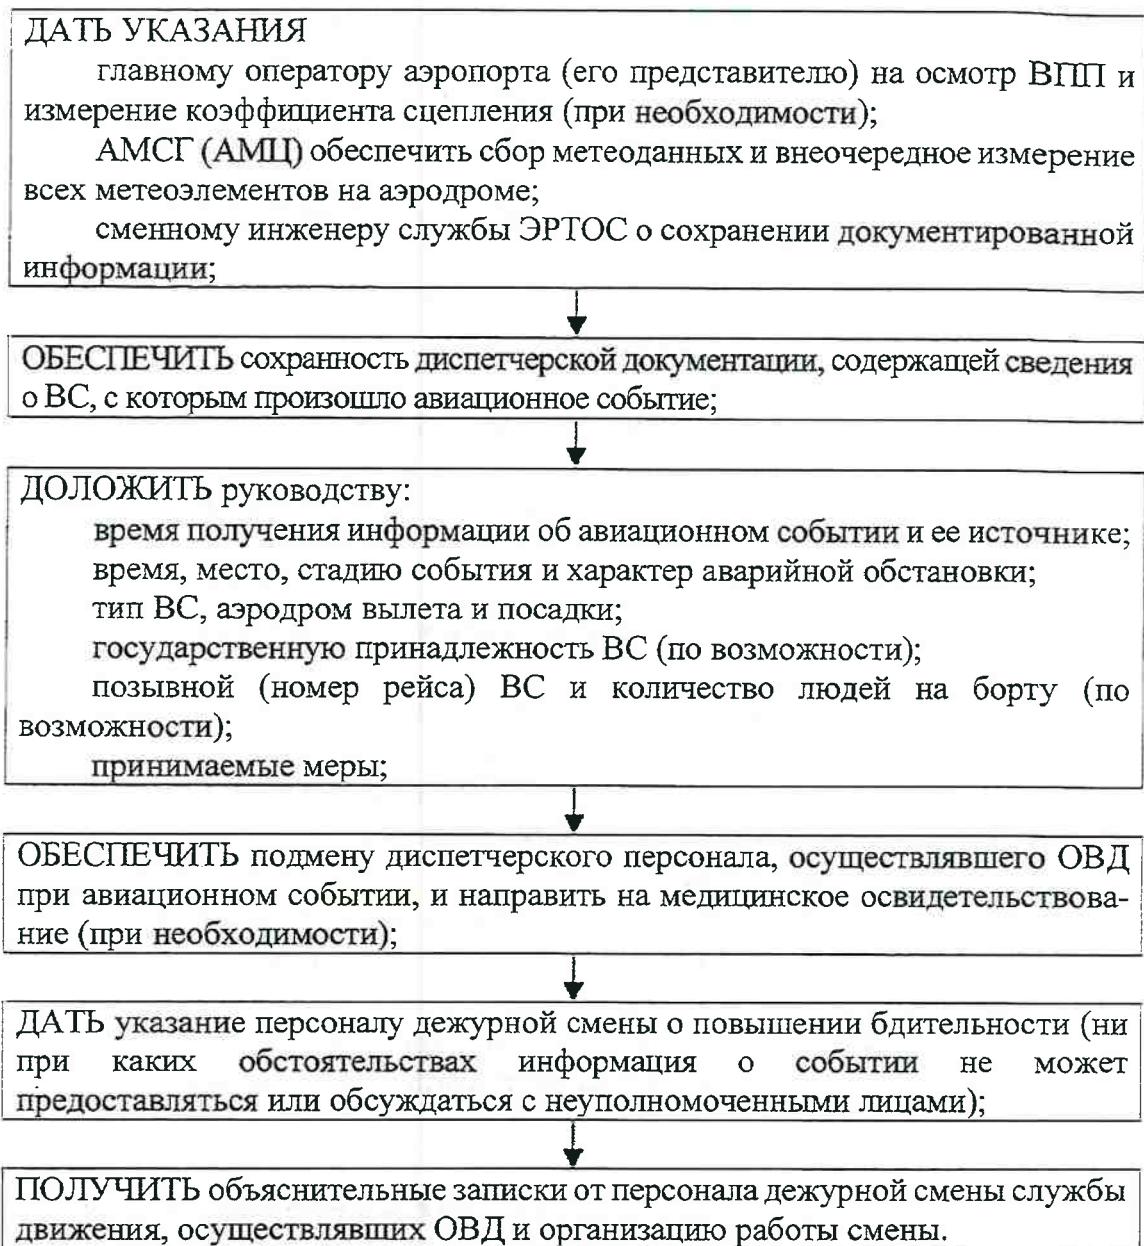 ДАТЬ УКАЗАНИЯ
главному оператору аэропорта (его представителю) на осмотр ВПП и
измерение коэффициента сцепления (при необходимости);
АМСГ (АМЦ) обеспечить сбор метеоданных и внеочередное измерение
всех метеоэлементов на аэродроме;
сменному инженеру службы ЭРТОС о сохранении документированной
информации;
ОБЕСПЕЧИТЬ сохранность диспетчерской документации, содержащей сведения
о ВС, с которым произошло авиационное событие;
ДОЛОЖИТЬ руководству:
время получения информации об авиационном событии и ее источнике;
время, место, стадию события и характер аварийной обстановки;
тип ВС, аэродром вылета и посадки;
государственную принадлежность ВС (по возможности);
позывной (номер рейса) ВС и количество людей на борту (по
возможности);
принимаемые меры;
ОБЕСПЕЧИТЬ подмену диспетчерского персонала, осуществлявшего ОВД
при авиационном событии, и направить на медицинское освидетельствова-
ние (при необходимости);
ДАТЬ указание персоналу дежурной смены о повышении бдительности (ни
при каких обстоятельствах информация о событии не может
предоставляться или обсуждаться с неуполномоченными лицами);
ПОЛУЧИТЬ объяснительные записки от персонала дежурной смены службы
движения, осуществлявших ОВД и организацию работы смены.